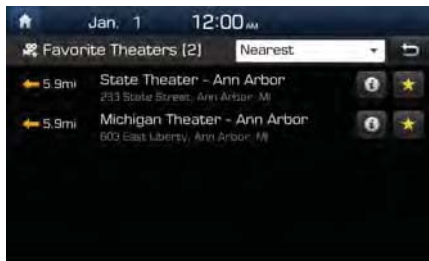 Jan. 1 12:00 AM
Favorite Theaters (2) Nearest
5.9mi State Theater - Ann Arbor
233 State Street, Ann Arbor, MI
5.9mi Michigan Theater - Ann Arbor
603 East Liberty, Ann Arbor, MI